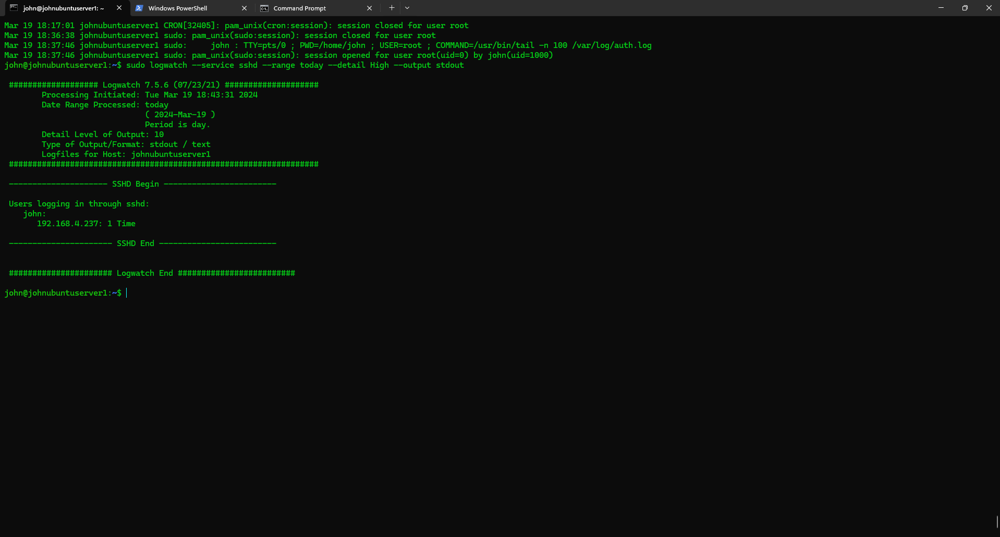 john@johnubuntuserver1: ~ Windows PowerShell Command Prompt
Mar 19 18:17:01 johnubuntuserver1 CRON[32405]: pam_unix(cron:session): session closed for user root
Mar 19 18:36:38 johnubuntuserver1 sudo: pam_unix(sudo:session): session closed for user root
Mar 19 18:37:46 johnubuntuserver1 sudo:     john : TTY=pts/0 ; PWD=/home/john ; USER=root ; COMMAND=/usr/bin/tail -n 100 /var/log/auth.log
Mar 19 18:37:46 johnubuntuserver1 sudo: pam_unix(sudo:session): session opened for user root(uid=0) by john(uid=1000)
john@johnubuntuserver1:~$ sudo logwatch --service sshd --range today --detail High --output stdout
 ################### Logwatch 7.5.6 (07/23/21) ####################
        Processing Initiated: Tue Mar 19 18:43:31 2024
        Date Range Processed: today
                              ( 2024-Mar-19 )
                              Period is day.
        Detail Level of Output: 10
        Type of Output/Format: stdout / text
        Logfiles for Host: johnubuntuserver1
 ##################################################################
 --------------------- SSHD Begin ------------------------
 Users logging in through sshd:
    john:
       192.168.4.237: 1 Time
 ---------------------- SSHD End -------------------------
 ###################### Logwatch End #########################
john@johnubuntuserver1:~$